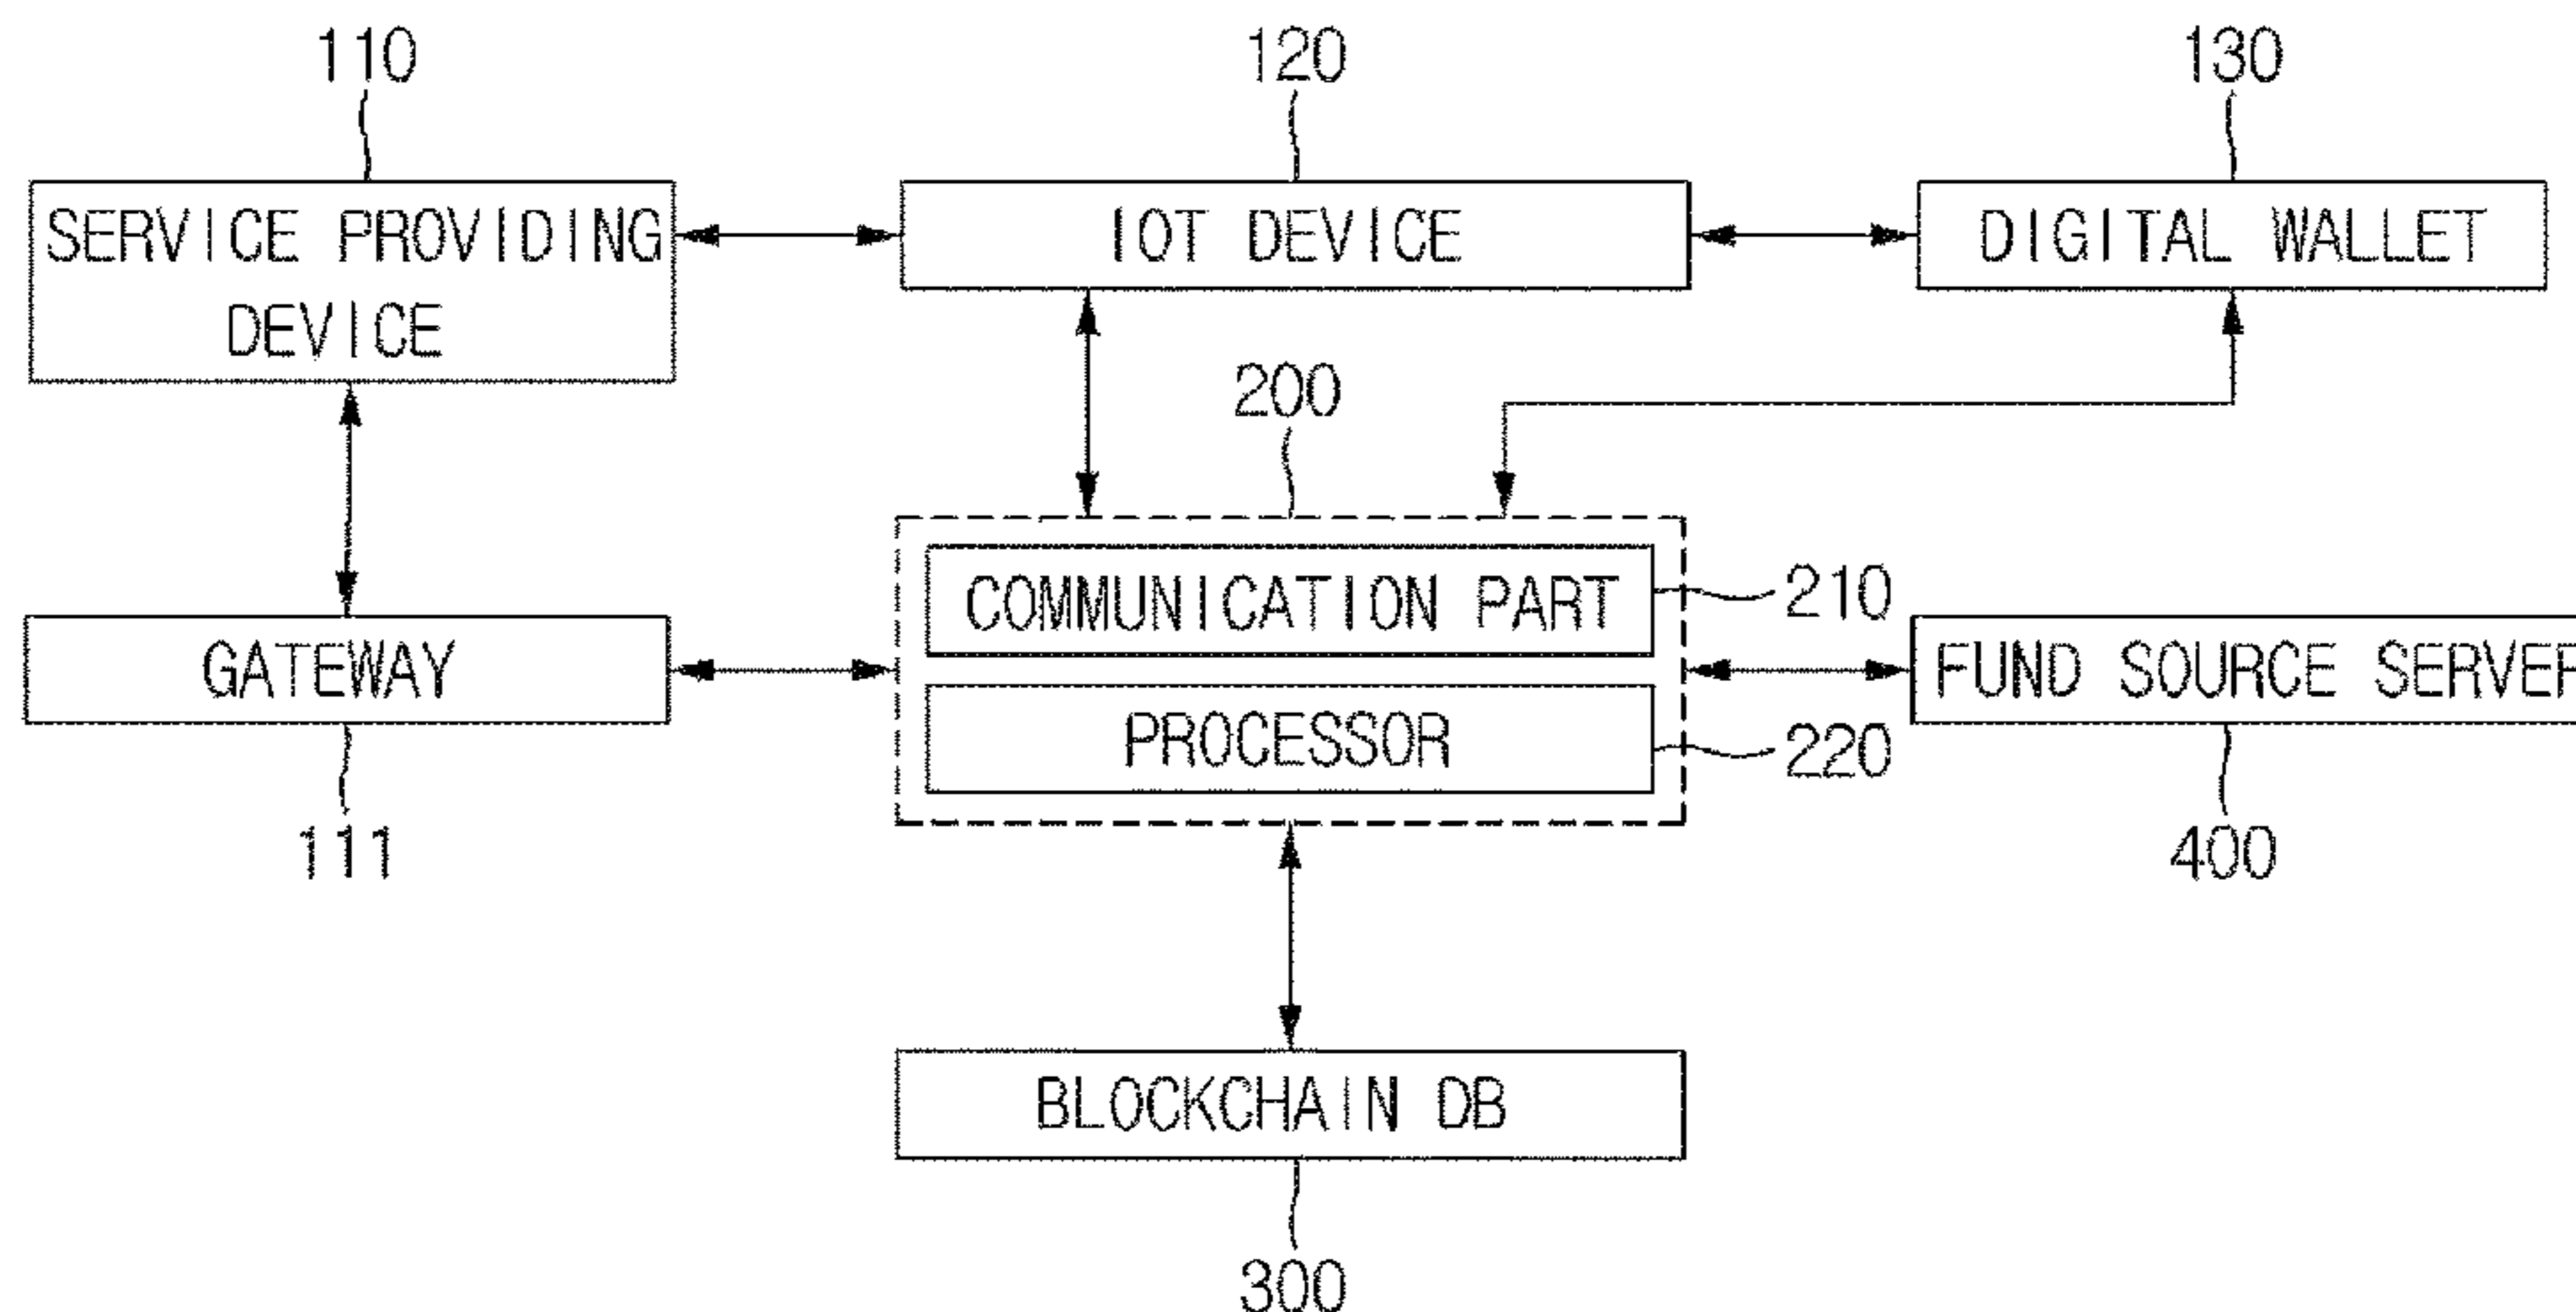 110
120
130
SERVICE PROVIDING
DEVICE
IOT DEVICE
DIGITAL WALLET
200
COMMUNICATION PART
210
GATEWAY
FUND SOURCE SERVER
PROCESSOR
220
111
400
BLOCKCHAIN DB
300